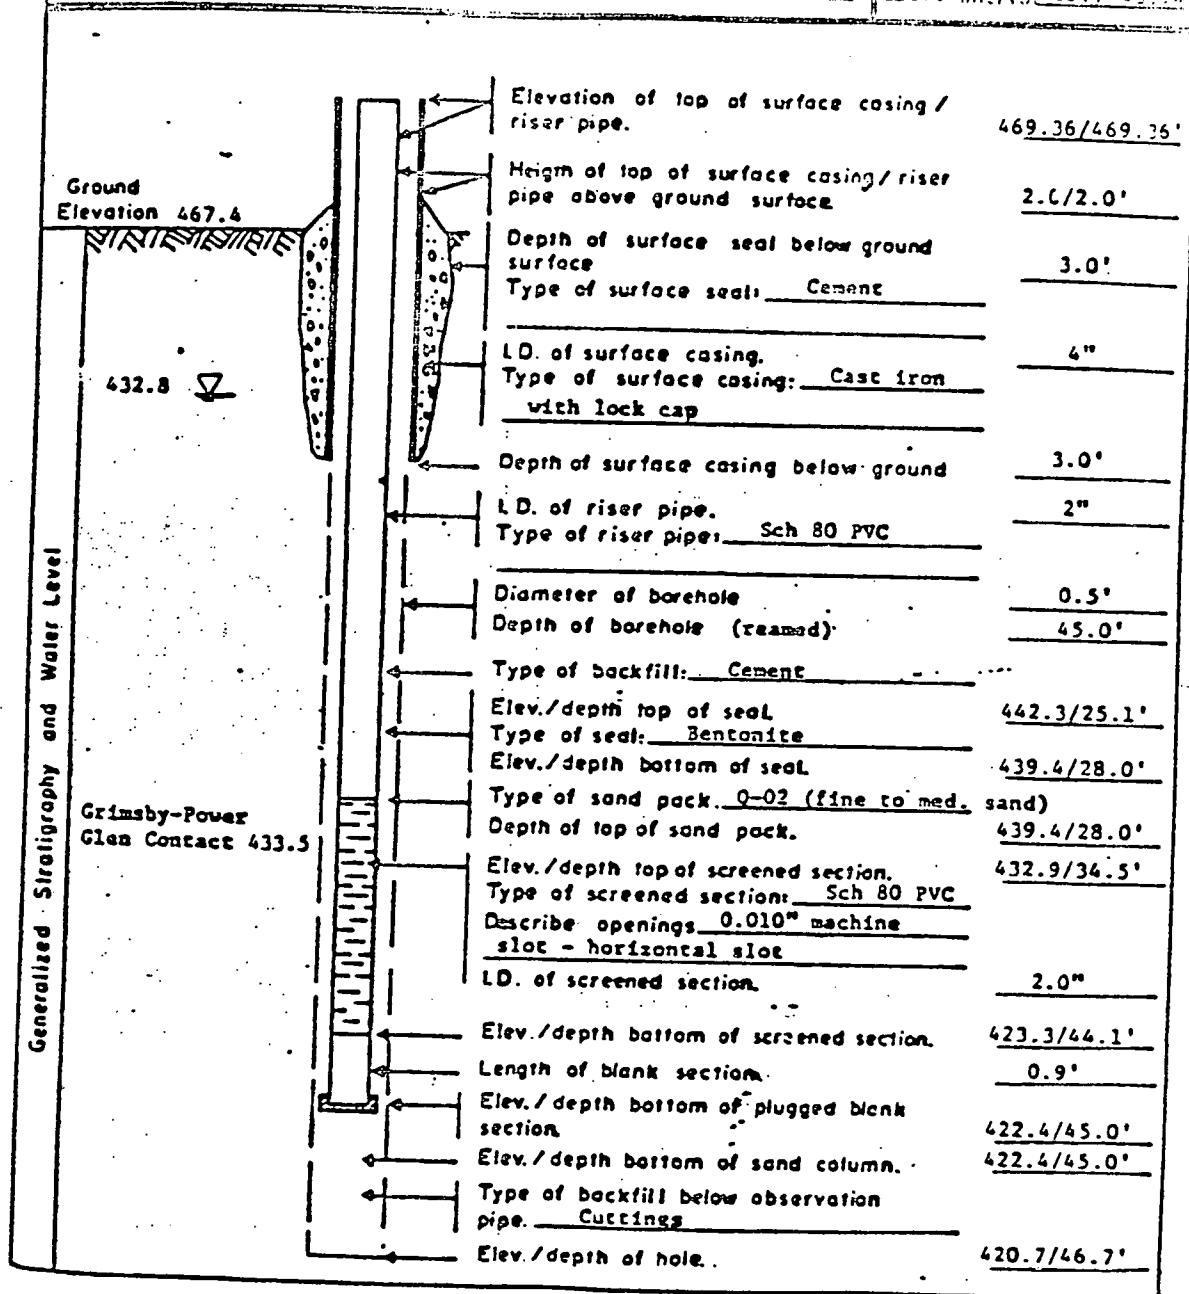 Elevation of top of surface casing /
riser pipe. 469.36/469.36'
Heigth of top of surface casing / riser
pipe above ground surface 2.0/2.0'
Ground
Elevation 467.4
Depth of surface seal below ground
surface 3.0'
Type of surface seal: Cement
I.D. of surface casing. 4"
Type of surface casing: Cast iron
with lock cap
432.8
Depth of surface casing below ground 3.0'
I.D. of riser pipe. 2"
Type of riser pipe: Sch 80 PVC
Generalized Stratigraphy and Water Level
Diameter of borehole 0.5'
Depth of borehole (reamed) 45.0'
Type of backfill: Cement
Elev./depth top of seal. 442.3/25.1'
Type of seal: Bentonite
Elev./depth bottom of seal. 439.4/28.0'
Type of sand pack. Q-02 (fine to med. sand)
Depth of top of sand pack. 439.4/28.0'
Grimsby-Power
Glen Contact 433.5
Elev./depth top of screened section. 432.9/34.5'
Type of screened section: Sch 80 PVC
Describe openings 0.010" machine
slot - horizontal slot
I.D. of screened section. 2.0"
Elev./depth bottom of screened section. 423.3/44.1'
Length of blank section. 0.9'
Elev./depth bottom of plugged blank
section. 422.4/45.0'
Elev./depth bottom of sand column. 422.4/45.0'
Type of backfill below observation
pipe. Cuttings
Elev./depth of hole. 420.7/46.7'